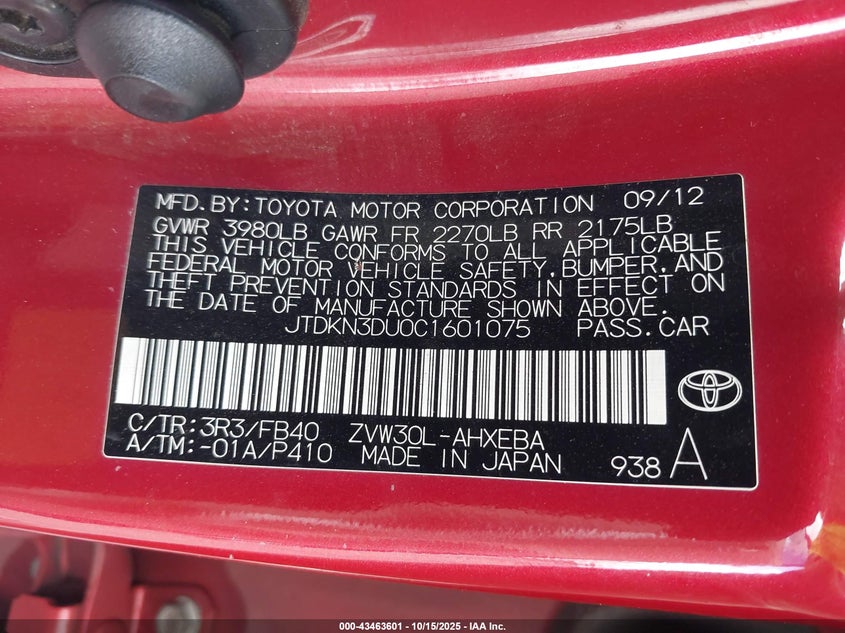 MFD.BY:TOYOTA MOTOR CORPORATION 09/12
GVWR 3980LB GAWR FR 2270LB RR 2175LB
THIS VEHICLE CONFORMS TO ALL APPLICABLE
FEDERAL MOTOR VEHICLE SAFETY,BUMPER,AND
THEFT PREVENTION STANDARDS IN EFFECT ON
THE DATE OF MANUFACTURE SHOWN ABOVE.
JTDKN3DU0C1601075 PASS.CAR
C/TR:3R3/FB40 ZVW30L-AHXEBA
A/TM:-01A/P410 MADE IN JAPAN 938 A
000-43463601 - 10/15/2025 - IAA Inc.